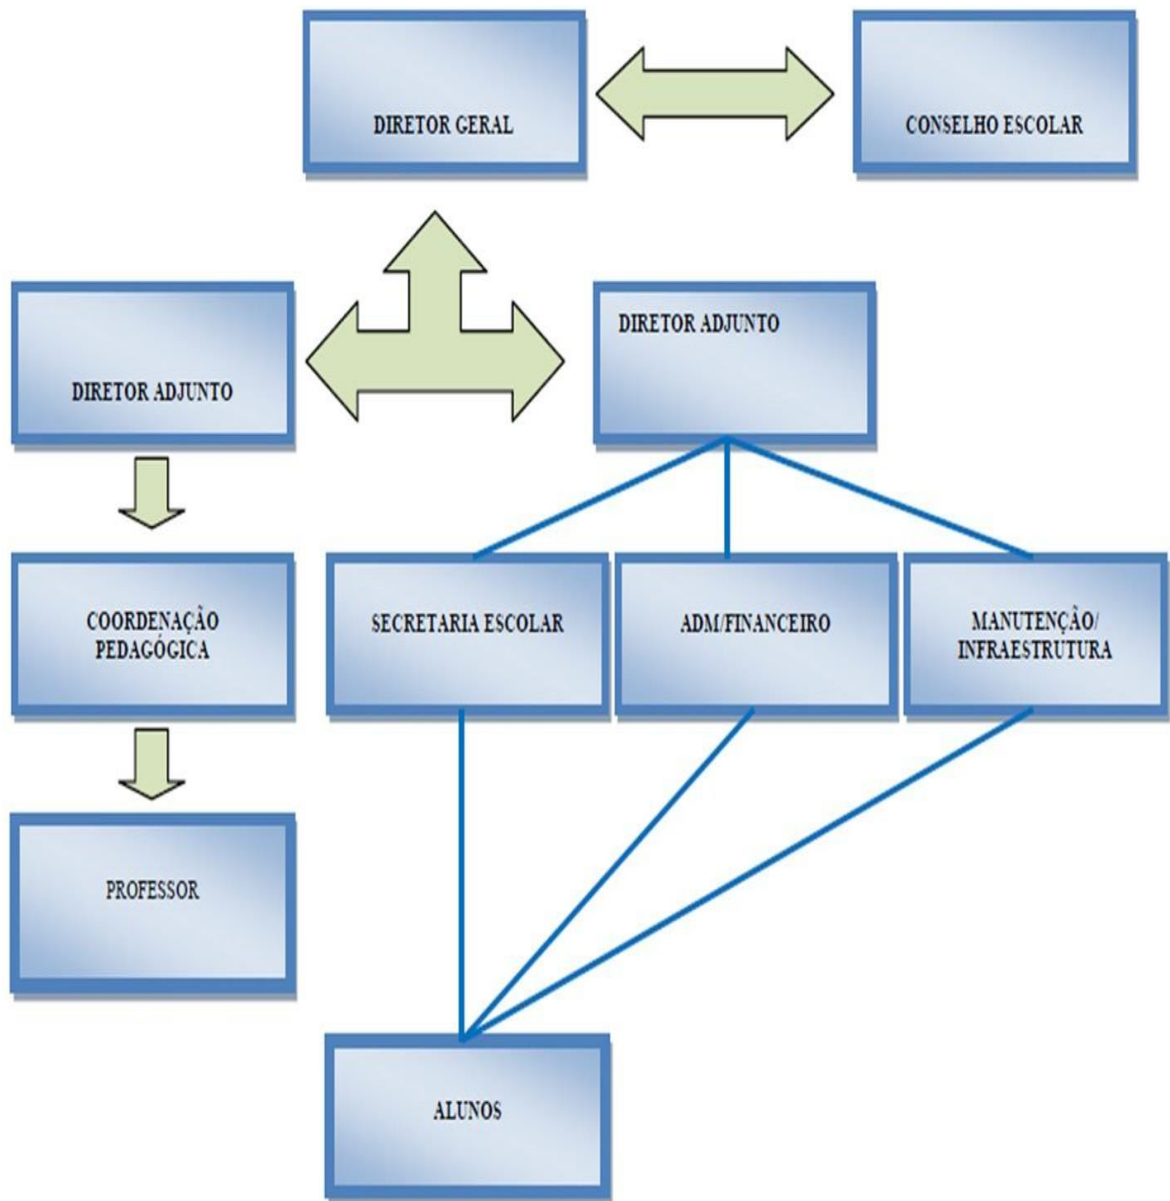 DIRETOR GERAL
CONSELHO ESCOLAR
DIRETOR ADJUNTO
DIRETOR ADJUNTO
COORDENAÇÃO
PEDAGÓGICA
SECRETARIA ESCOLAR
ADM/FINANCEIRO
MANUTENÇÃO/
INFRAESTRUTURA
PROFESSOR
ALUNOS